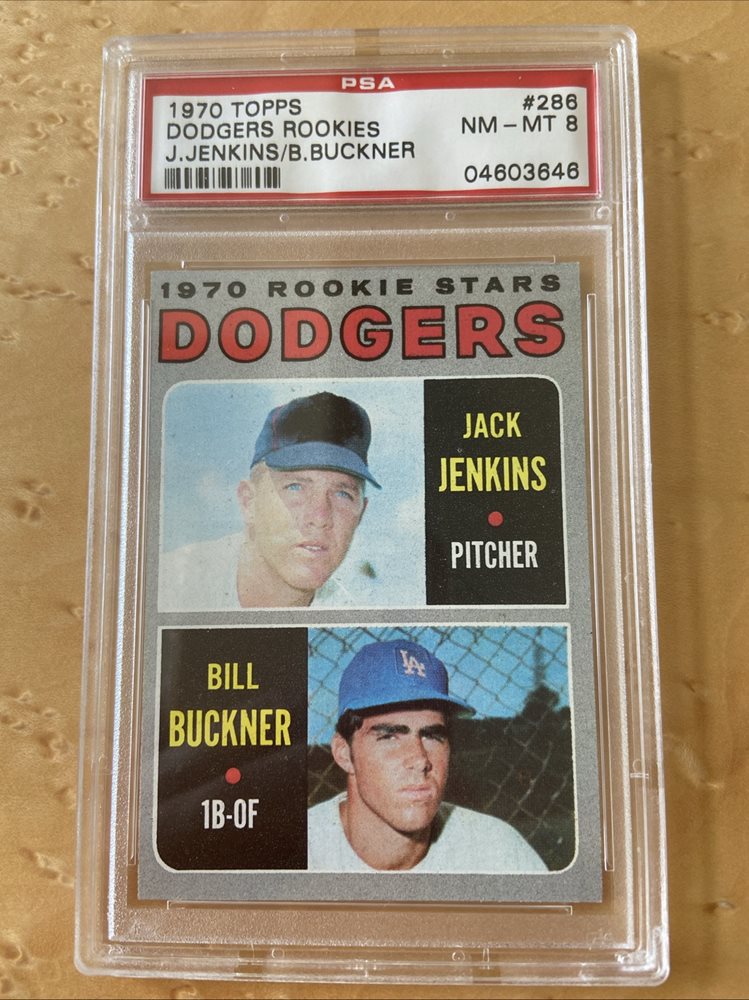 PSA
1970 TOPPS #286
DODGERS ROOKIES NM - MT 8
J.JENKINS/B.BUCKNER
04603646
1970 ROOKIE STARS
DODGERS
JACK
JENKINS
PITCHER
BILL
BUCKNER
1B-OF
LA